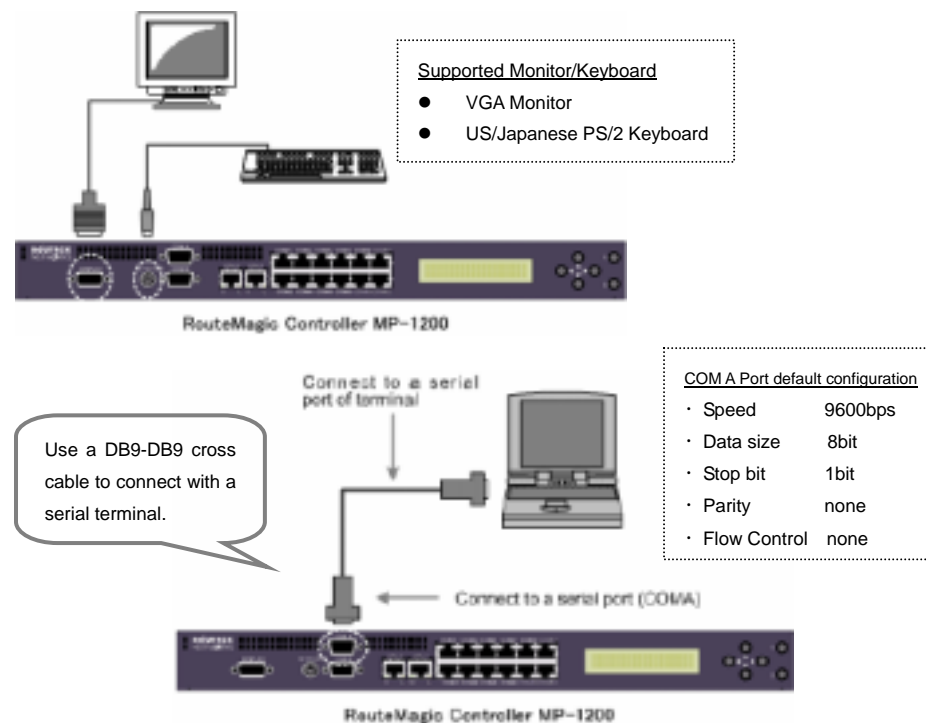 Supported Monitor/Keyboard
● VGA Monitor
● US/Japanese PS/2 Keyboard
RouteMagic Controller MP-1200
Connect to a serial
port of terminal
COM A Port default configuration
・ Speed 9600bps
・ Data size 8bit
・ Stop bit 1bit
・ Parity none
・ Flow Control none
Use a DB9-DB9 cross
cable to connect with a
serial terminal.
Connect to a serial port (COMA)
RouteMagic Controller MP-1200